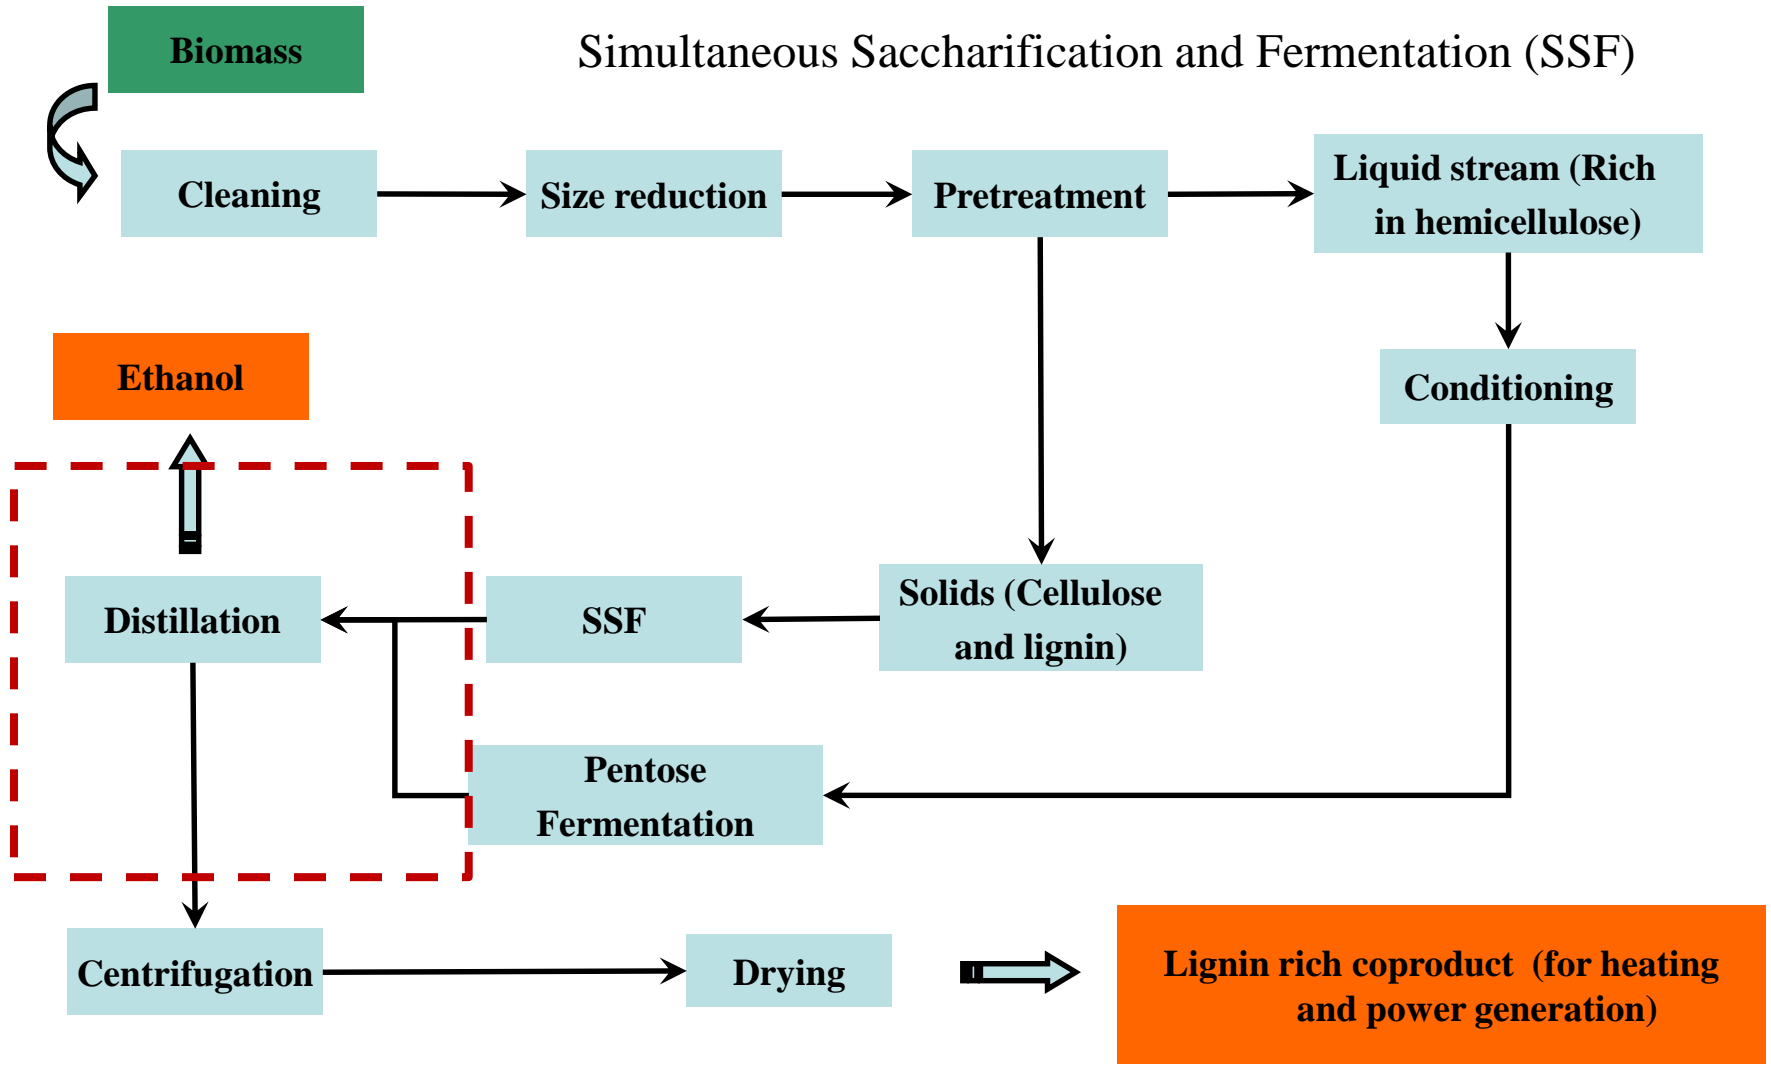 Biomass
Simultaneous Saccharification and Fermentation (SSF)
Cleaning
Size reduction
Pretreatment
Liquid stream (Rich
in hemicellulose)
Ethanol
Conditioning
Distillation
SSF
Solids (Cellulose
and lignin)
Pentose
Fermentation
Centrifugation
Drying
Lignin rich coproduct  (for heating
and power generation)